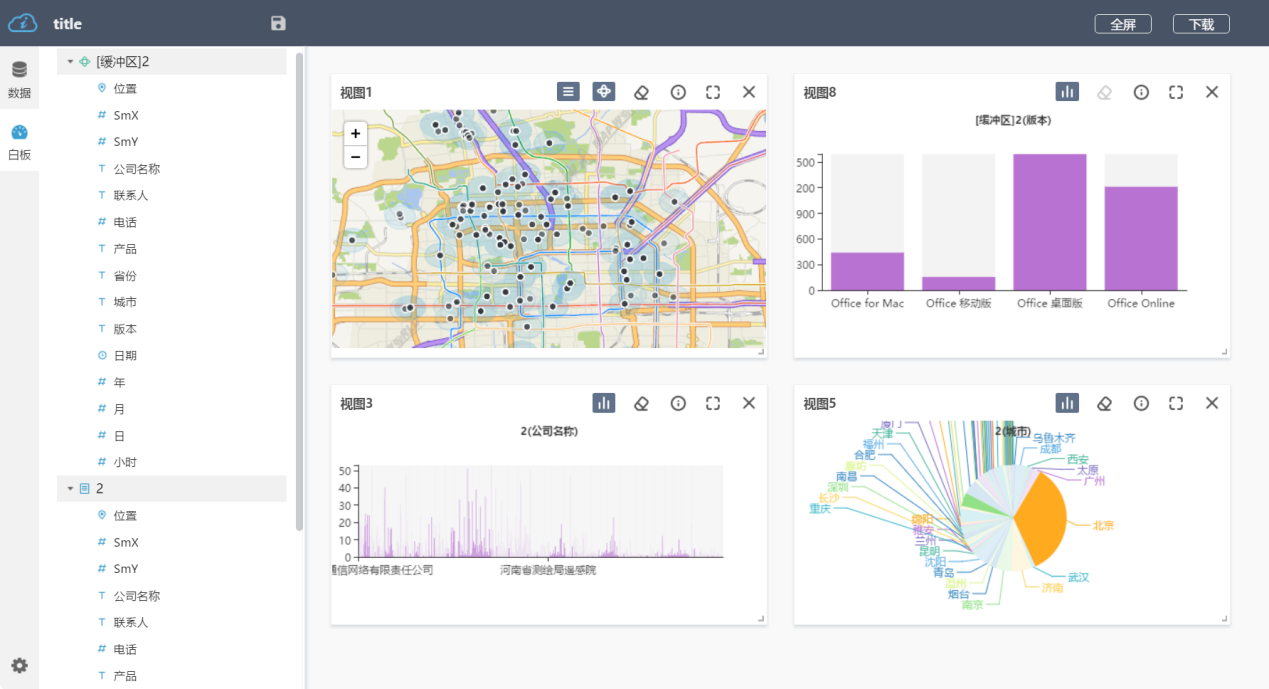 title
全屏
下载
数据
白板
[缓冲区]2
位置
SmX
SmY
公司名称
联系人
电话
产品
省份
城市
版本
日期
年
月
日
小时
2
位置
SmX
SmY
公司名称
联系人
电话
产品
视图1
+
−
视图8
[缓冲区]2(版本)
500
200
900
600
300
0
Office for Mac
Office 移动版
Office 桌面版
Office Online
视图3
2(公司名称)
50
40
30
20
10
0
通信网络有限责任公司
河南省测绘局遥感院
视图5
2(城市)
厦门
天津
福州
合肥
廊坊
南昌
深圳
长沙
重庆
绵阳
雅安
兰州
昆明
沈阳
青岛
温州
烟台
南京
乌鲁木齐
成都
西安
太原
广州
北京
武汉
济南